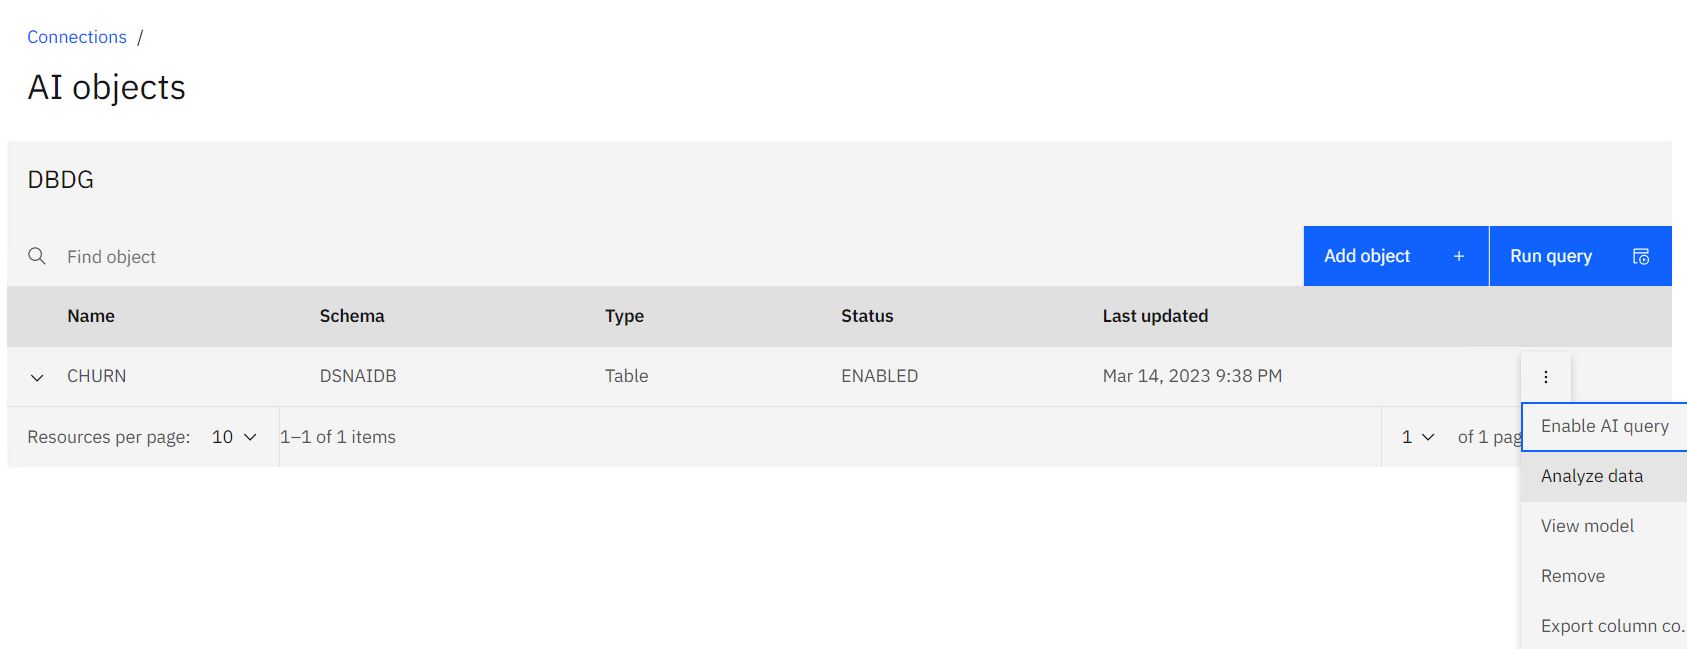 Connections /
AI objects
DBDG
Find object
Add object +
Run query
Name Schema Type Status Last updated
CHURN DSNAIDB Table ENABLED Mar 14, 2023 9:38 PM
Resources per page: 10 1–1 of 1 items 1 of 1 pag
Enable AI query
Analyze data
View model
Remove
Export column co.